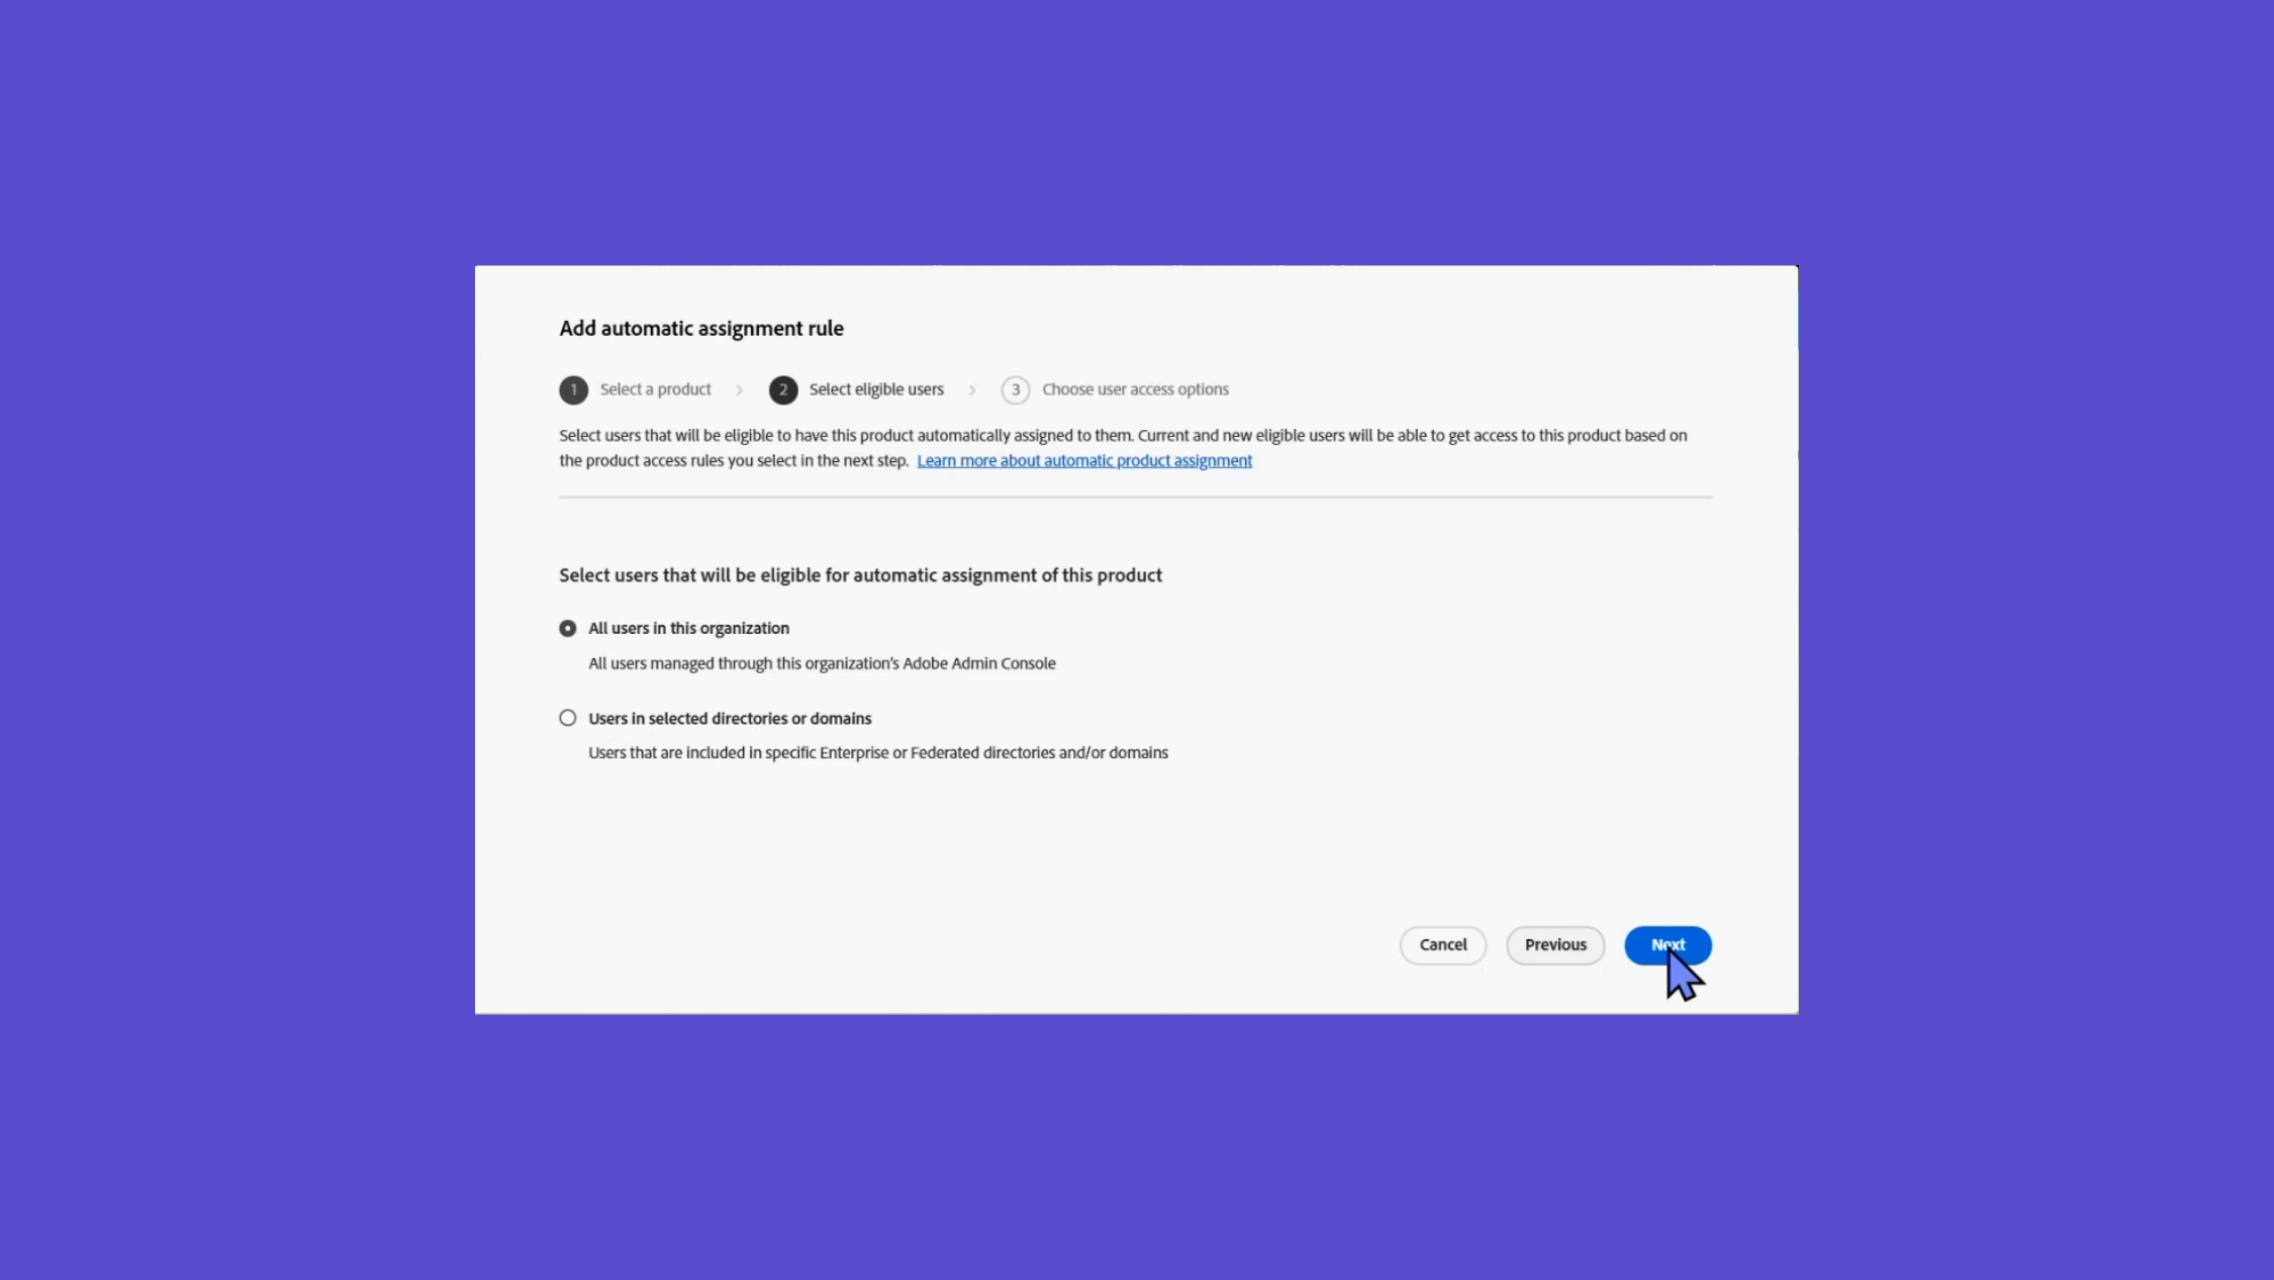 Add automatic assignment rule
1 Select a product > 2 Select eligible users > 3 Choose user access options
Select users that will be eligible to have this product automatically assigned to them. Current and new eligible users will be able to get access to this product based on
the product access rules you select in the next step. Learn more about automatic product assignment
Select users that will be eligible for automatic assignment of this product
All users in this organization
All users managed through this organization's Adobe Admin Console
Users in selected directories or domains
Users that are included in specific Enterprise or Federated directories and/or domains
Cancel Previous Next